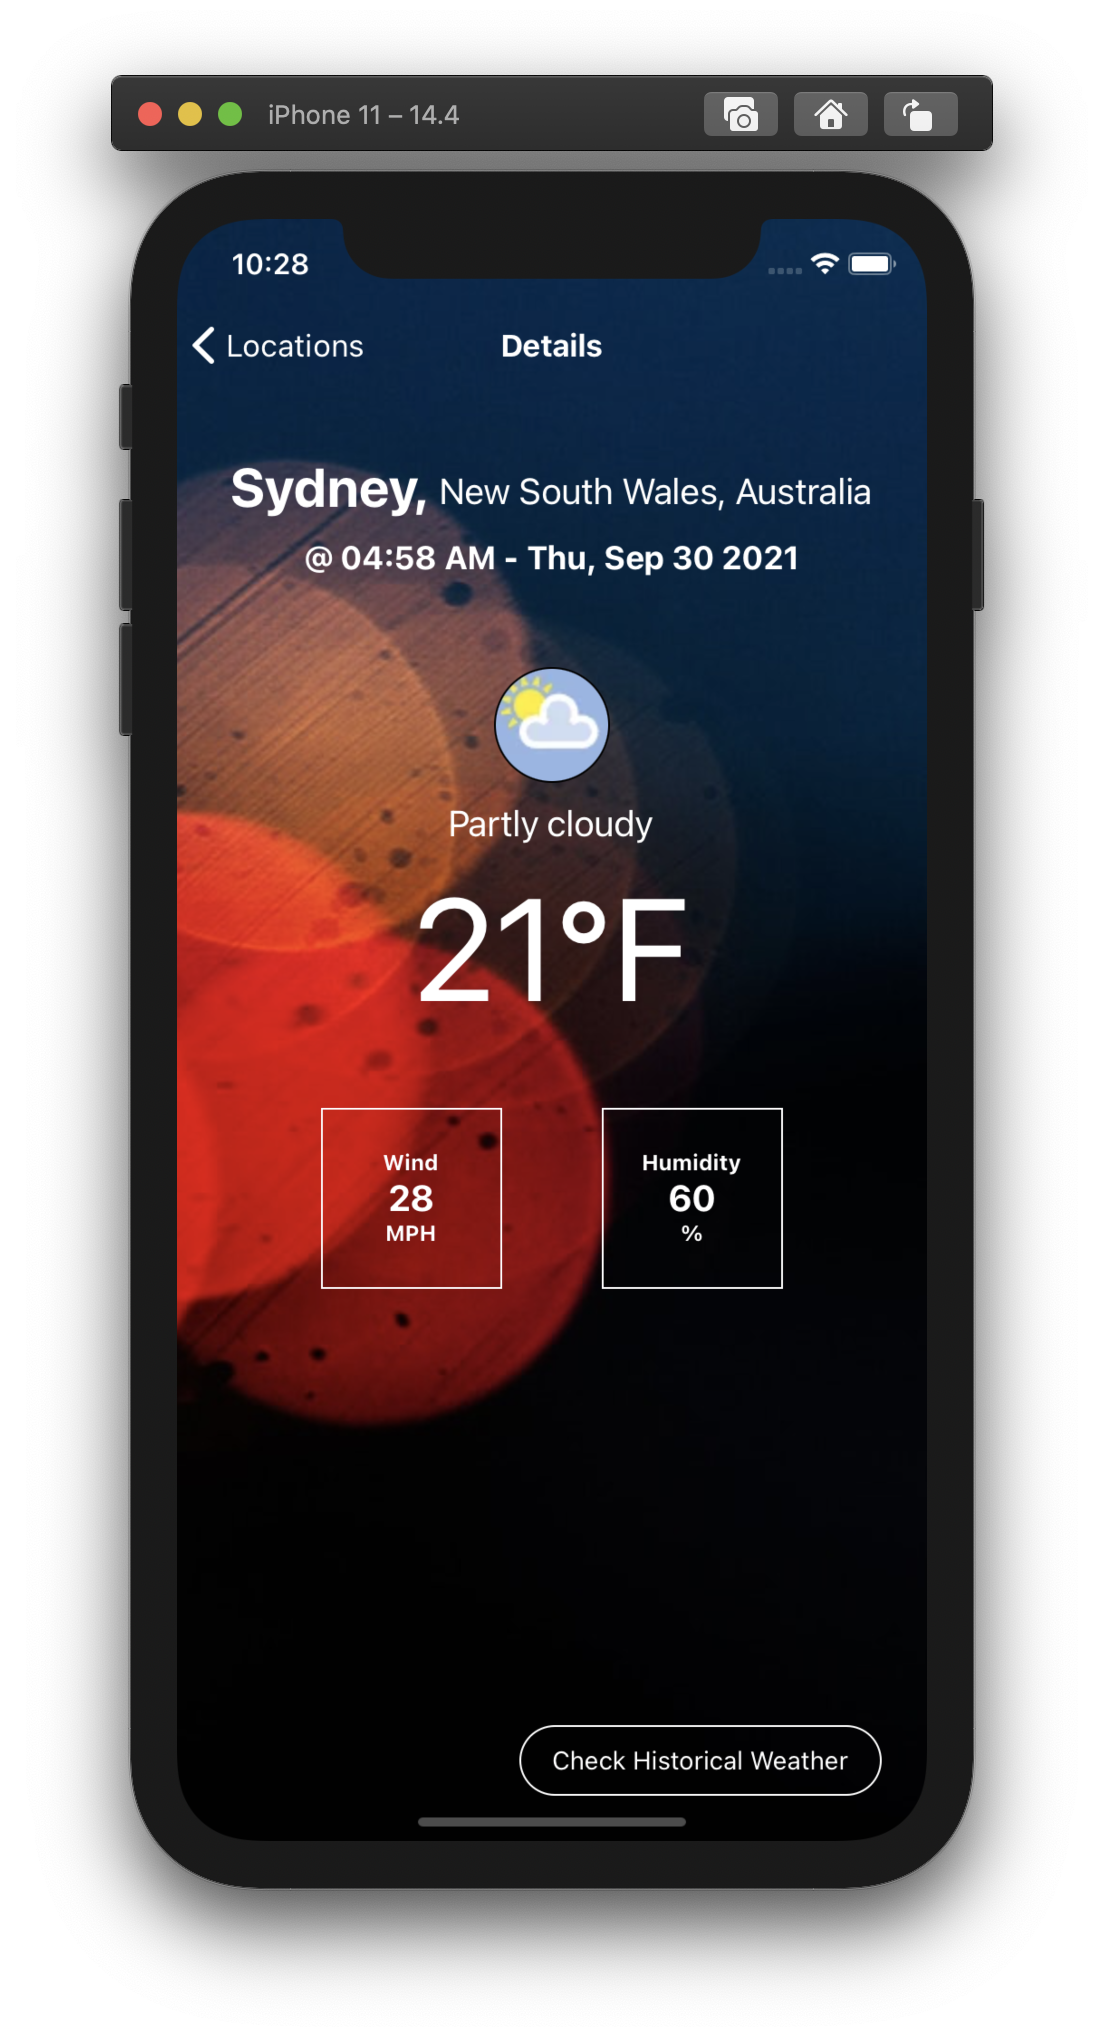 iPhone 11 – 14.4
10:28
Locations
Details
Sydney, New South Wales, Australia
@ 04:58 AM - Thu, Sep 30 2021
Partly cloudy
21°F
Wind
28
MPH
Humidity
60
%
Check Historical Weather